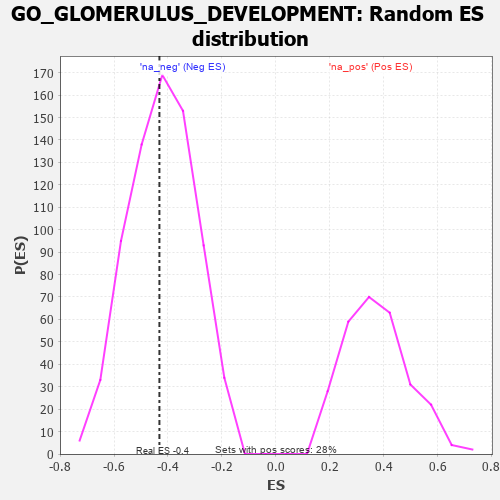 GO_GLOMERULUS_DEVELOPMENT: Random ES
distribution
'na_neg' (Neg ES)
'na_pos' (Pos ES)
170
160
150
140
130
120
110
100
90
80
70
60
50
40
30
20
10
0
P(ES)
Real ES -0.4
Sets with pos scores: 28%
-0.8 -0.6 -0.4 -0.2 0.0 0.2 0.4 0.6 0.8
ES